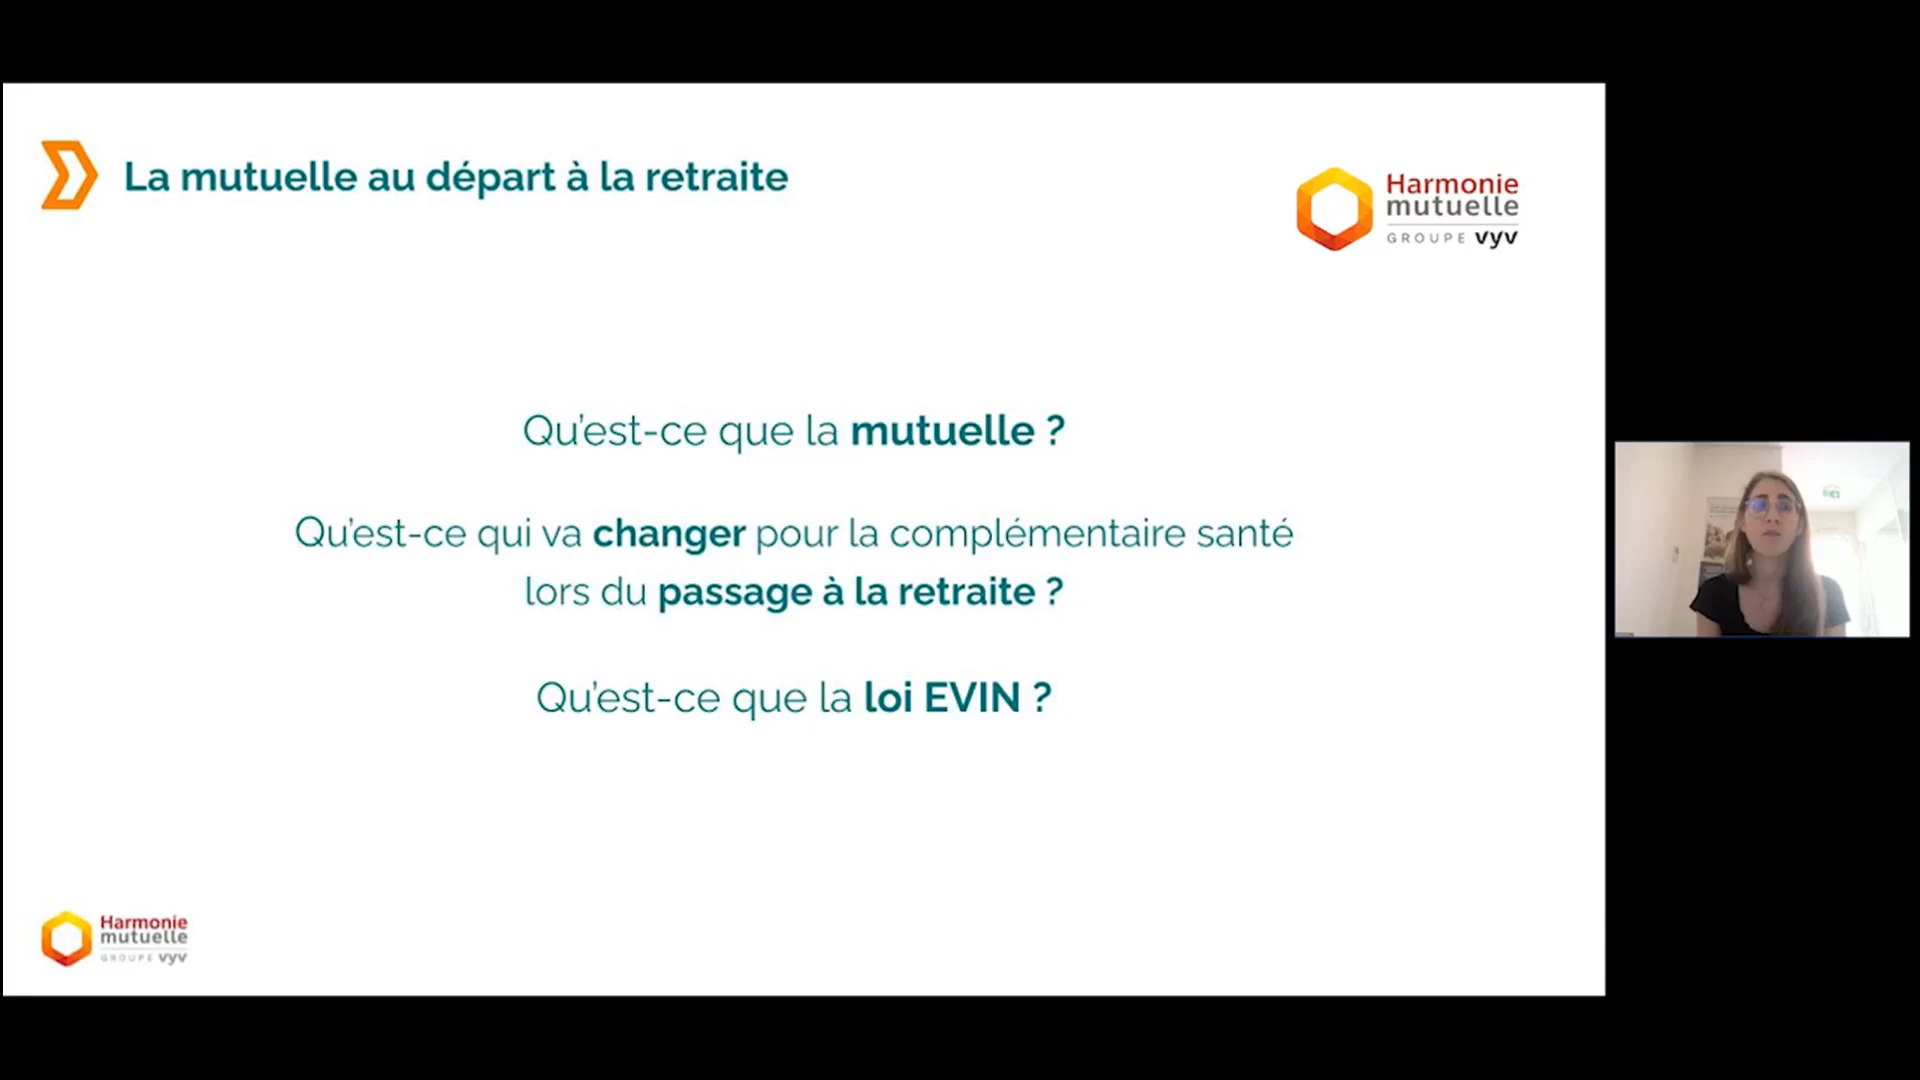 La mutuelle au départ à la retraite
Harmonie
mutuelle
GROUPE vyv
Qu'est-ce que la mutuelle ?
Qu'est-ce qui va changer pour la complémentaire santé
lors du passage à la retraite ?
Qu'est-ce que la loi EVIN ?
Harmonie
mutuelle
GROUPE vyv